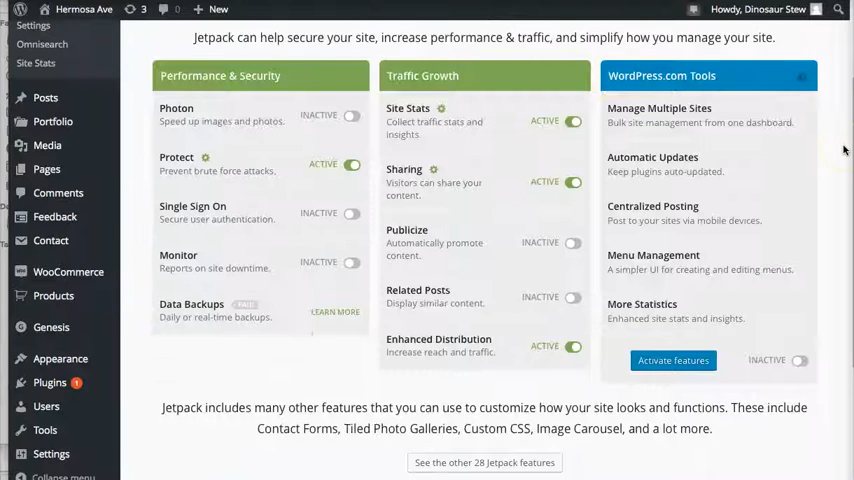 Hermosa Ave 3 0 + New Howdy, Dinosaur Stew
Settings
Omnisearch
Site Stats
Posts
Portfolio
Media
Pages
Comments
Feedback
Contact
WooCommerce
Products
Genesis
Appearance
Plugins 1
Users
Tools
Settings
Collapse menu
Jetpack can help secure your site, increase performance & traffic, and simplify how you manage your site.
Performance & Security
Photon
Speed up images and photos.
INACTIVE
Protect
Prevent brute force attacks.
ACTIVE
Single Sign On
Secure user authentication.
INACTIVE
Monitor
Reports on site downtime.
INACTIVE
Data Backups PAID
Daily or real-time backups.
LEARN MORE
Traffic Growth
Site Stats
Collect traffic stats and
insights.
ACTIVE
Sharing
Visitors can share your
content.
ACTIVE
Publicize
Automatically promote
content.
INACTIVE
Related Posts
Display similar content.
INACTIVE
Enhanced Distribution
Increase reach and traffic.
ACTIVE
WordPress.com Tools
Manage Multiple Sites
Bulk site management from one dashboard.
Automatic Updates
Keep plugins auto-updated.
Centralized Posting
Post to your sites via mobile devices.
Menu Management
A simpler UI for creating and editing menus.
More Statistics
Enhanced site stats and insights.
Activate features INACTIVE
Jetpack includes many other features that you can use to customize how your site looks and functions. These include
Contact Forms, Tiled Photo Galleries, Custom CSS, Image Carousel, and a lot more.
See the other 28 Jetpack features